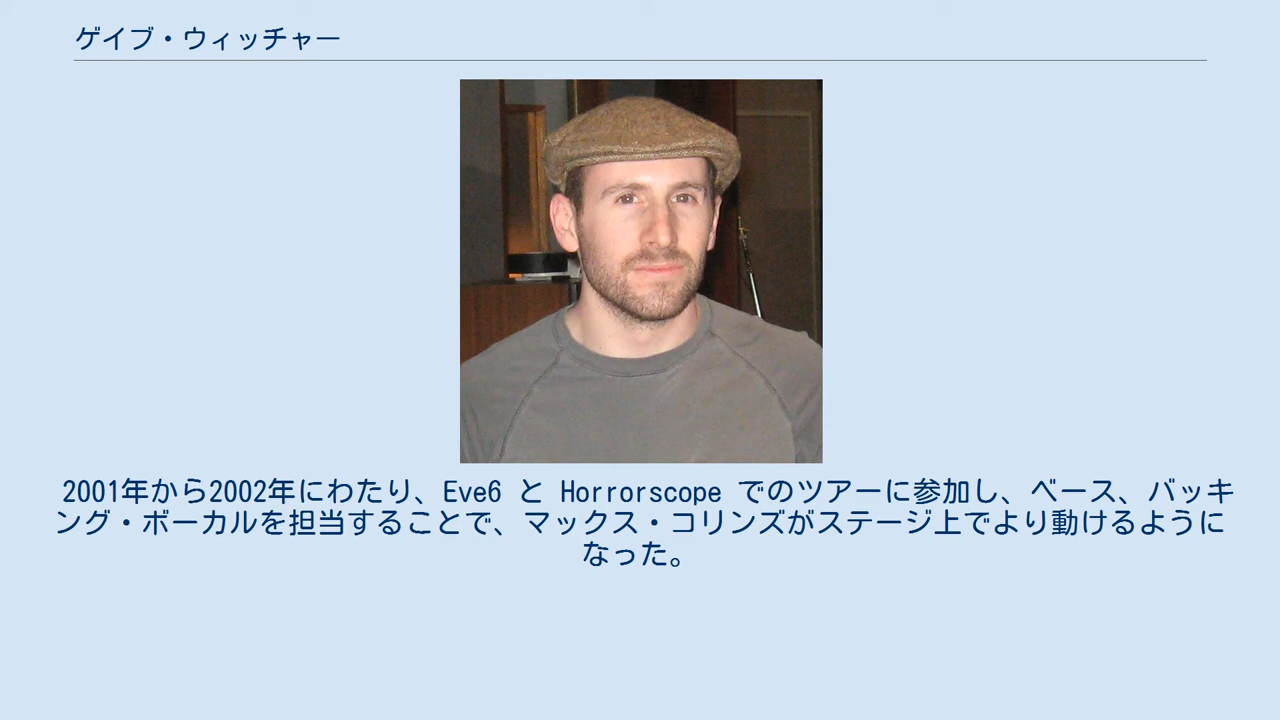 ゲイブ・ウィッチャー
2001年から2002年にわたり、Eve6 と Horrorscope でのツアーに参加し、ベース、バッキ
ング・ボーカルを担当することで、マックス・コリンズがステージ上でより動けるように
なった。